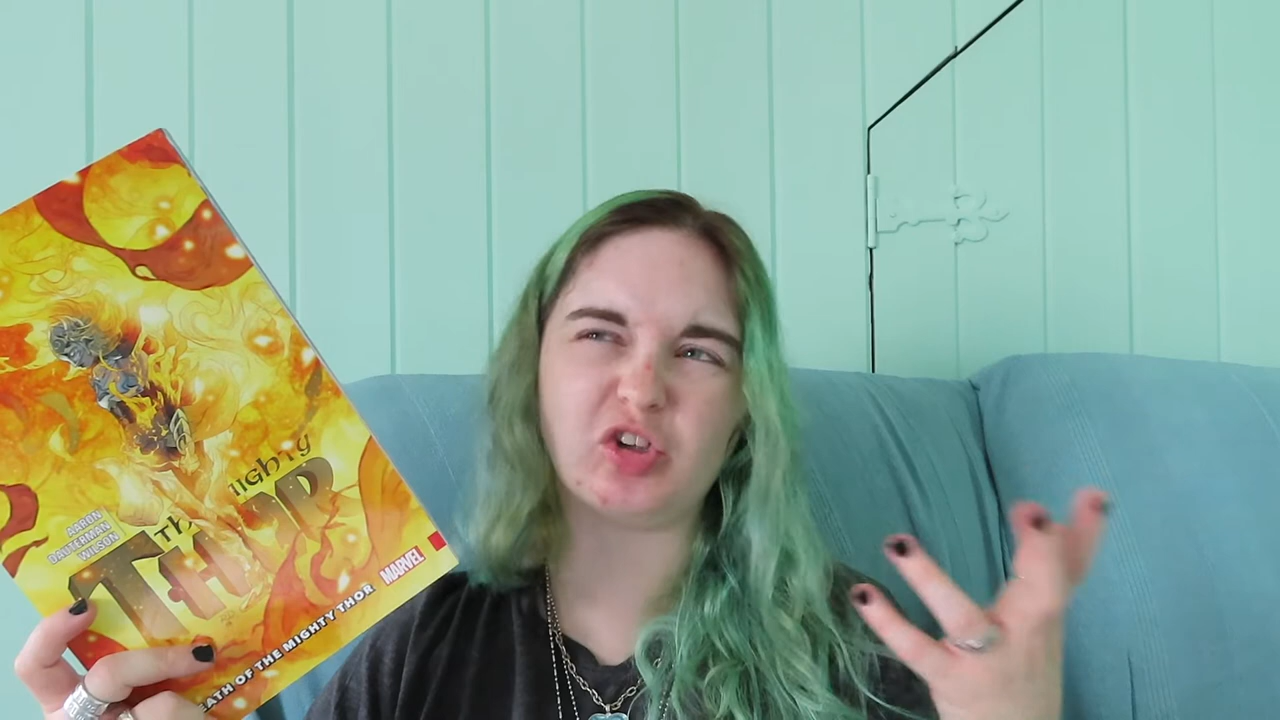 AARON
DAUTERMAN
WILSON
The Mighty
THOR
EATH OF THE MIGHTY THOR
MARVEL